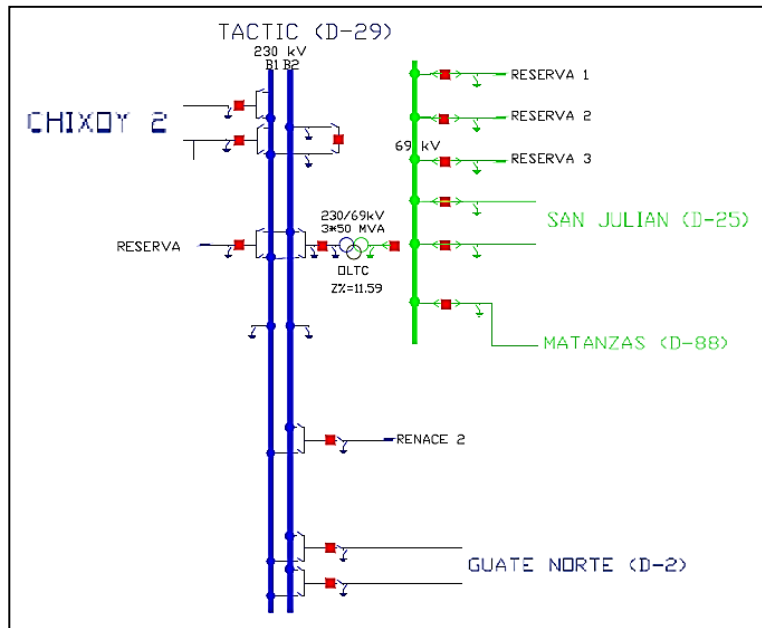 TACTIC (D-29)
230 kV
B1 B2
CHIXOY 2
RESERVA 1
RESERVA 2
69 kV
RESERVA 3
230/69kV
3*50 MVA
SAN JULIAN (D-25)
RESERVA
OLTC
Z%=11.59
MATANZAS (D-88)
RENACE 2
GUATE NORTE (D-2)